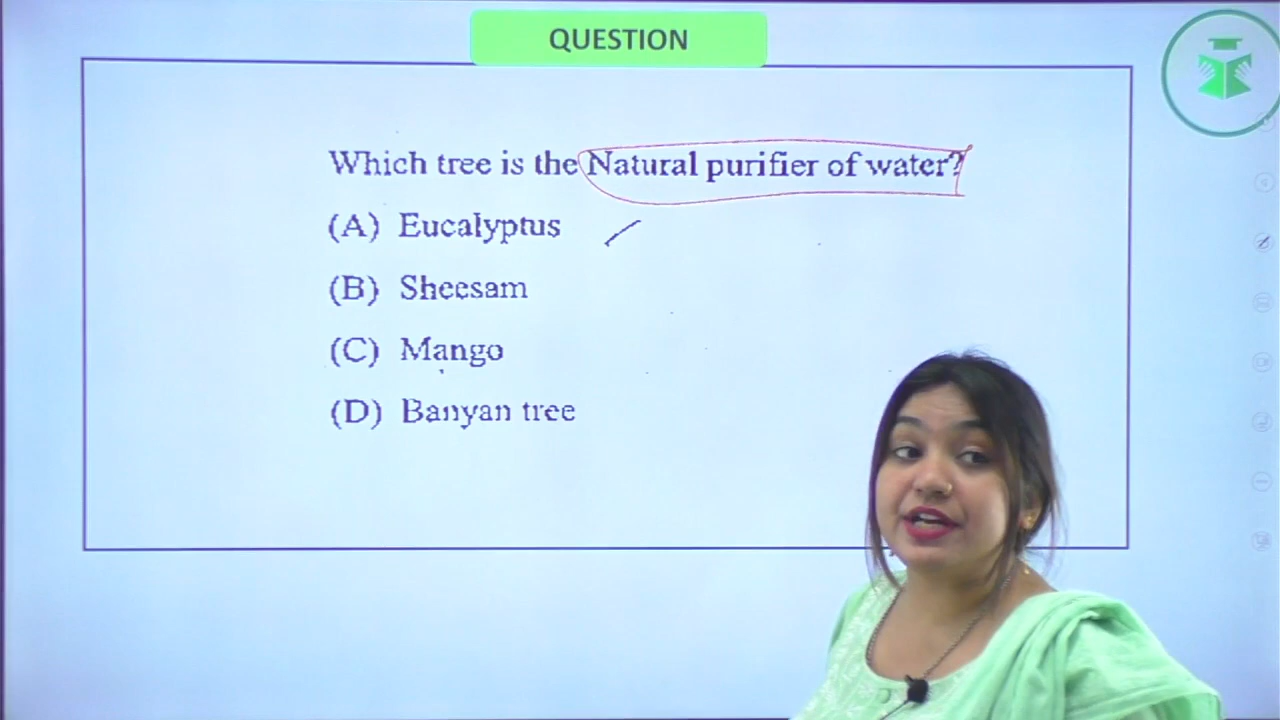 QUESTION
Which tree is the Natural purifier of water?
(A) Eucalyptus
(B) Sheesam
(C) Mango
(D) Banyan tree